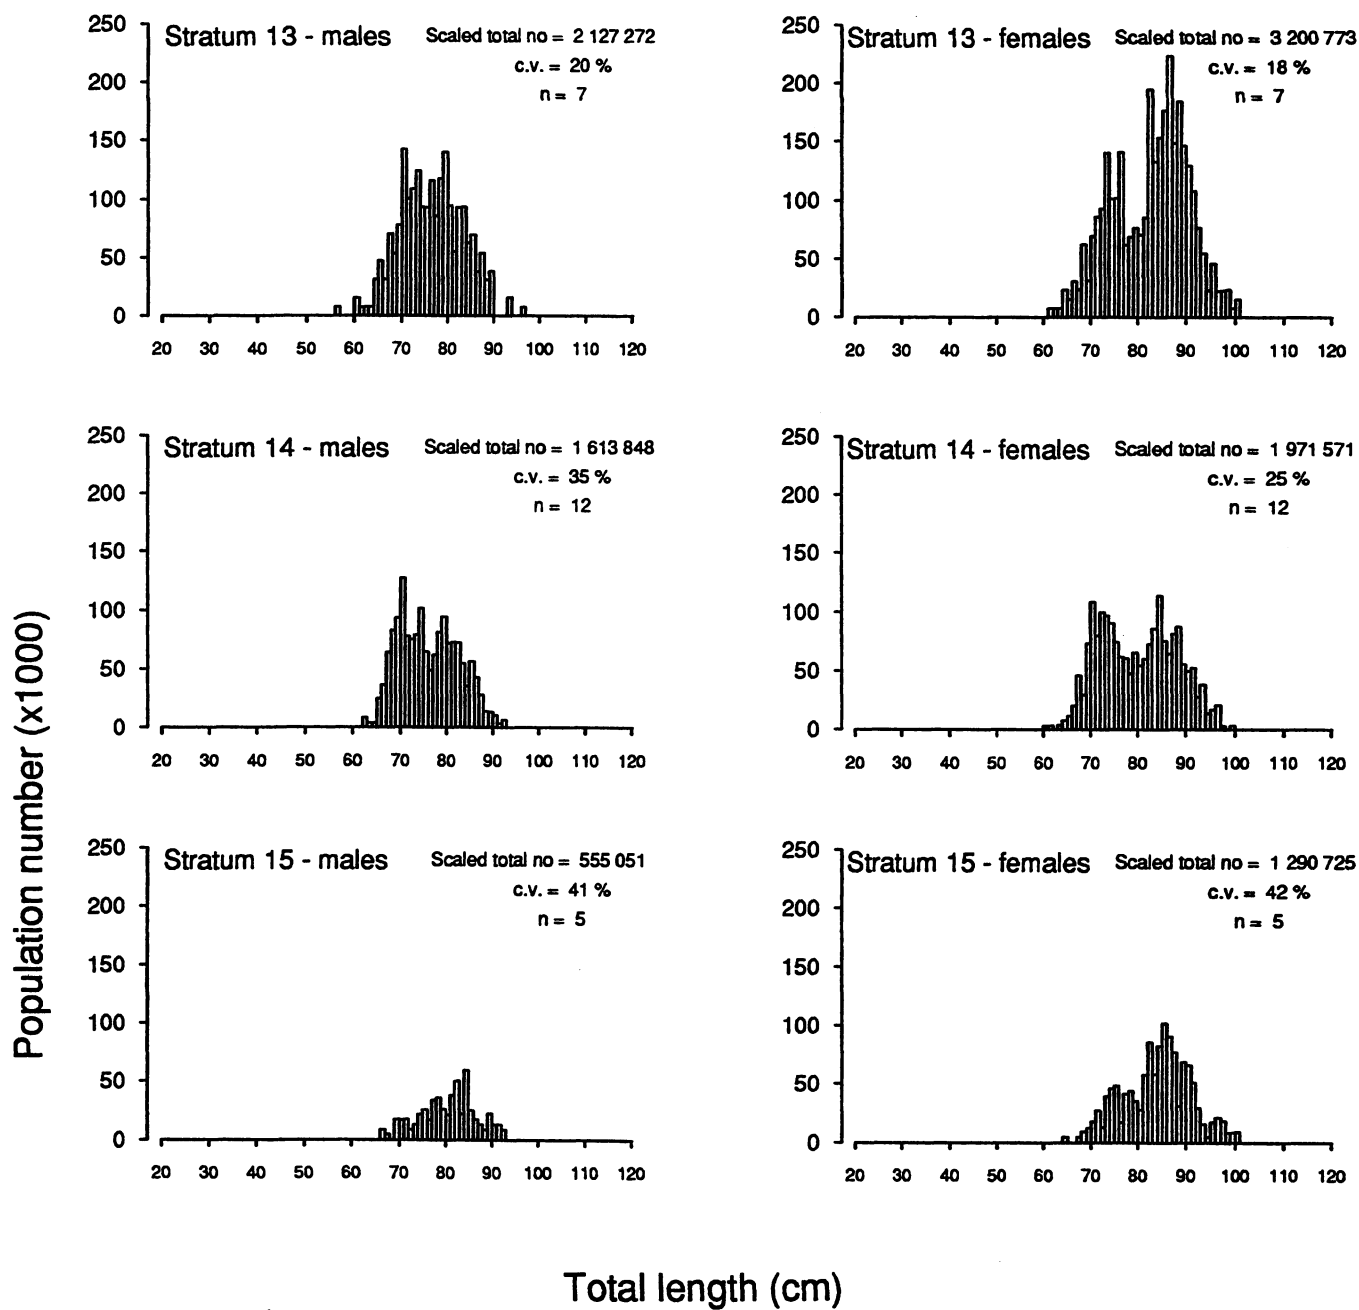 Stratum 13 - males
Scaled total no = 2 127 272
c.v. = 20 %
n = 7
250
200
150
100
50
0
20 30 40 50 60 70 80 90 100 110 120
Stratum 13 - females
Scaled total no = 3 200 773
c.v. = 18 %
n = 7
250
200
150
100
50
0
20 30 40 50 60 70 80 90 100 110 120
Stratum 14 - males
Scaled total no = 1 613 848
c.v. = 35 %
n = 12
250
200
150
100
50
0
20 30 40 50 60 70 80 90 100 110 120
Stratum 14 - females
Scaled total no = 1 971 571
c.v. = 25 %
n = 12
250
200
150
100
50
0
20 30 40 50 60 70 80 90 100 110 120
Stratum 15 - males
Scaled total no = 555 051
c.v. = 41 %
n = 5
250
200
150
100
50
0
20 30 40 50 60 70 80 90 100 110 120
Stratum 15 - females
Scaled total no = 1 290 725
c.v. = 42 %
n = 5
250
200
150
100
50
0
20 30 40 50 60 70 80 90 100 110 120
Population number (x1000)
Total length (cm)